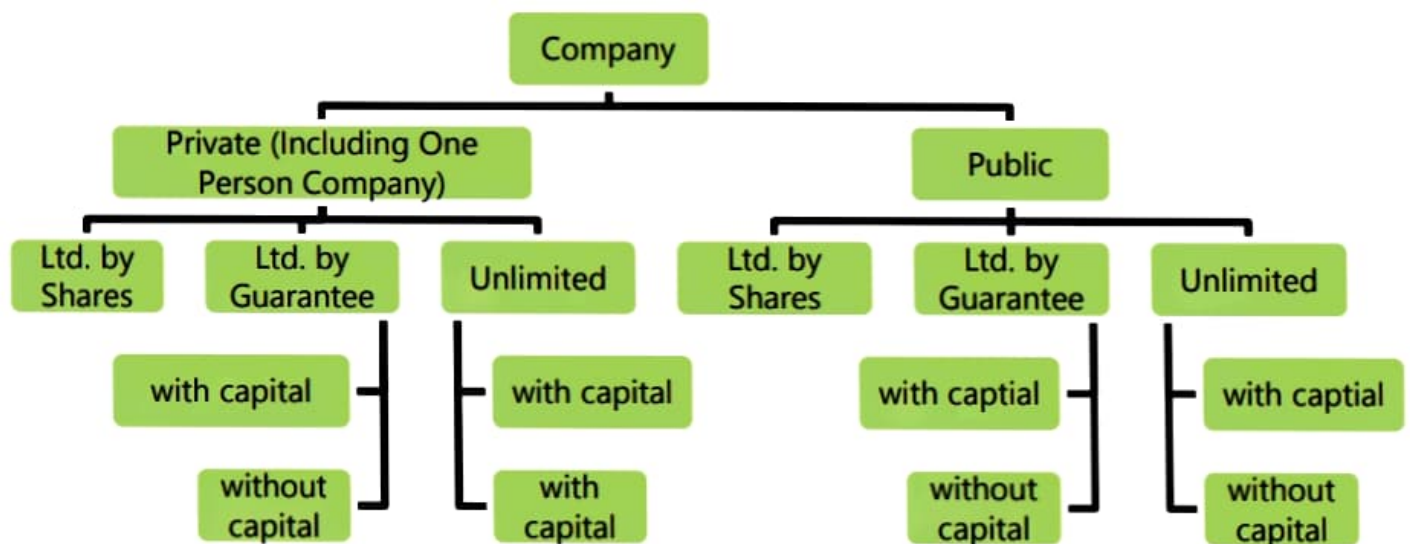 Company
Private (Including One
Person Company)
Public
Ltd. by
Shares
Ltd. by
Guarantee
Unlimited
Ltd. by
Shares
Ltd. by
Guarantee
Unlimited
with capital
with capital
with captial
with captial
without
capital
with
capital
without
capital
without
capital